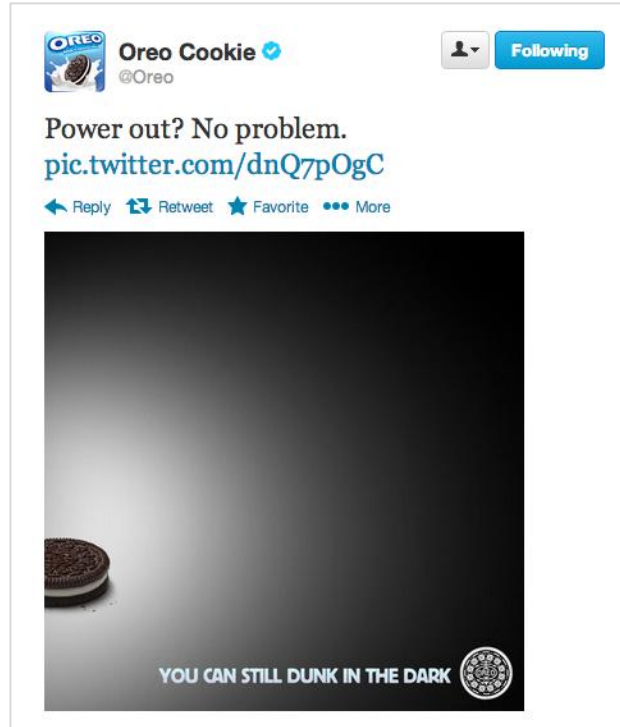 OREO
Oreo Cookie
@Oreo
Following
Power out? No problem.
pic.twitter.com/dnQ7pOgC
Reply Retweet Favorite More
YOU CAN STILL DUNK IN THE DARK
OREO